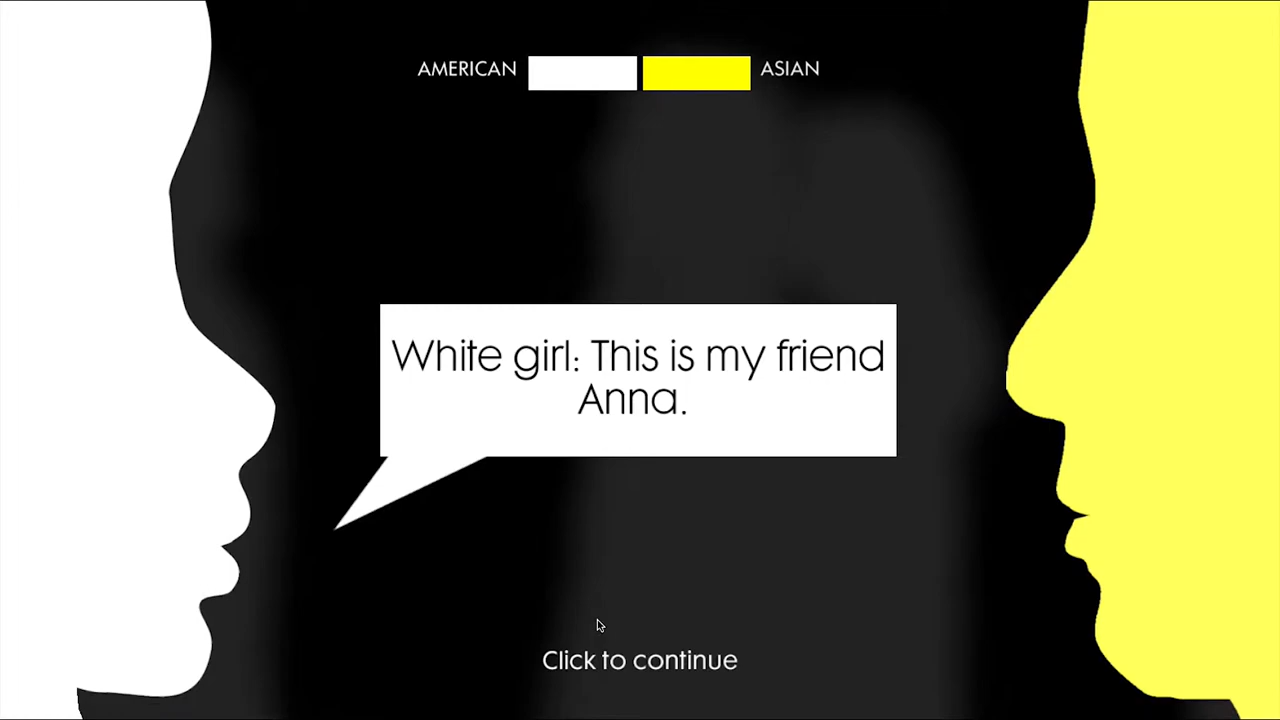 AMERICAN ASIAN
White girl: This is my friend
Anna.
Click to continue